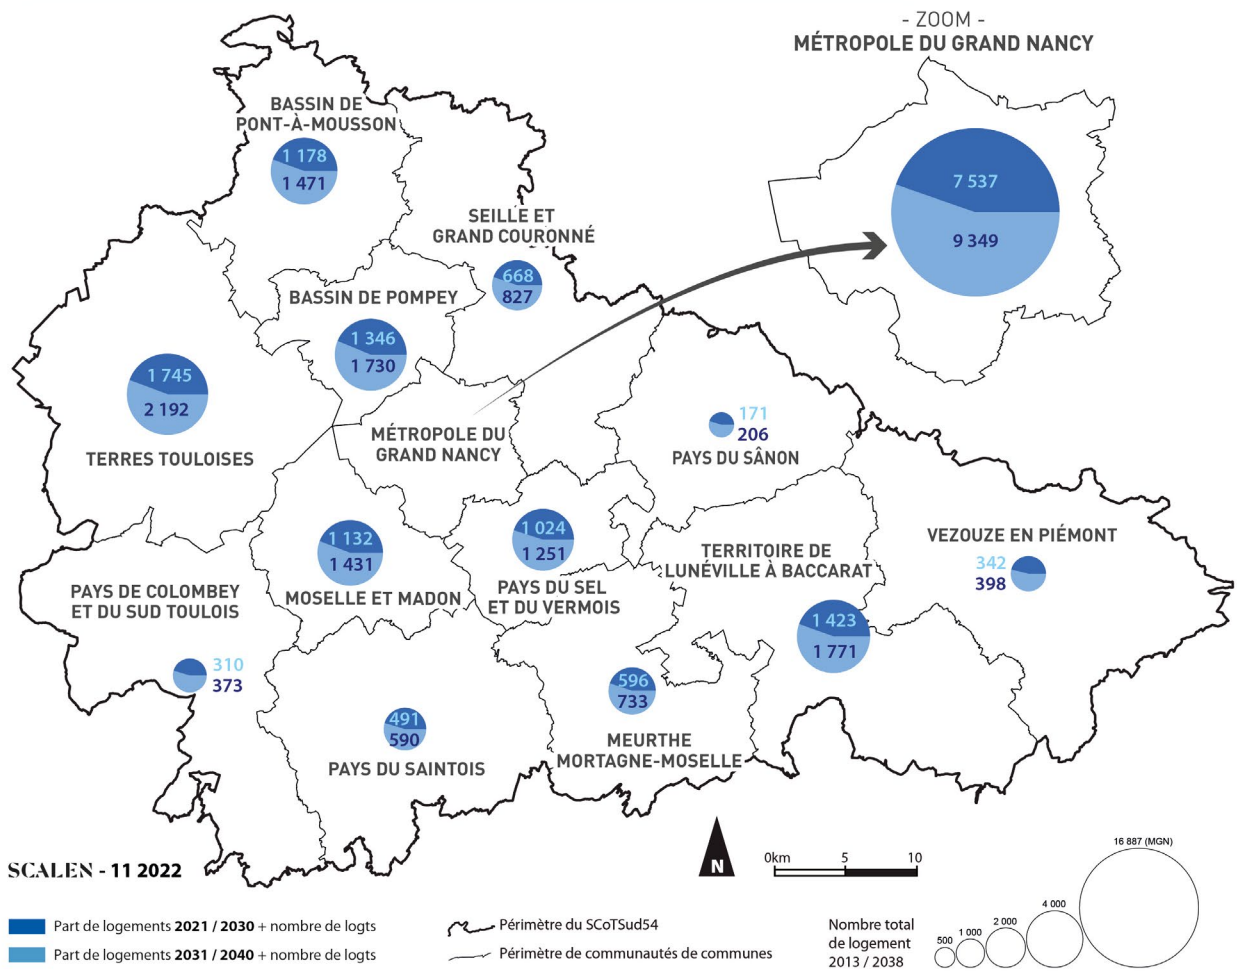 - ZOOM -
MÉTROPOLE DU GRAND NANCY
7 537
9 349
BASSIN DE
PONT-À-MOUSSON
1 178
1 471
SEILLE ET
GRAND COURONNÉ
668
827
BASSIN DE POMPEY
1 346
1 730
1 745
2 192
TERRES TOULOISES
MÉTROPOLE DU
GRAND NANCY
171
206
PAYS DU SÂNON
VEZOUZE EN PIÉMONT
342
398
1 132
1 431
MOSELLE ET MADON
1 024
1 251
PAYS DU SEL
ET DU VERMOIS
TERRITOIRE DE
LUNÉVILLE À BACCARAT
1 423
1 771
PAYS DE COLOMBEY
ET DU SUD TOULOIS
310
373
491
590
PAYS DU SAINTOIS
596
733
MEURTHE
MORTAGNE-MOSELLE
SCALEN - 11 2022
N
0km 5 10
Part de logements 2021 / 2030 + nombre de logts
Part de logements 2031 / 2040 + nombre de logts
Périmètre du SCoTSud54
Périmètre de communautés de communes
Nombre total
de logement
2013 / 2038
500
1 000
2 000
4 000
16 887 (MGN)